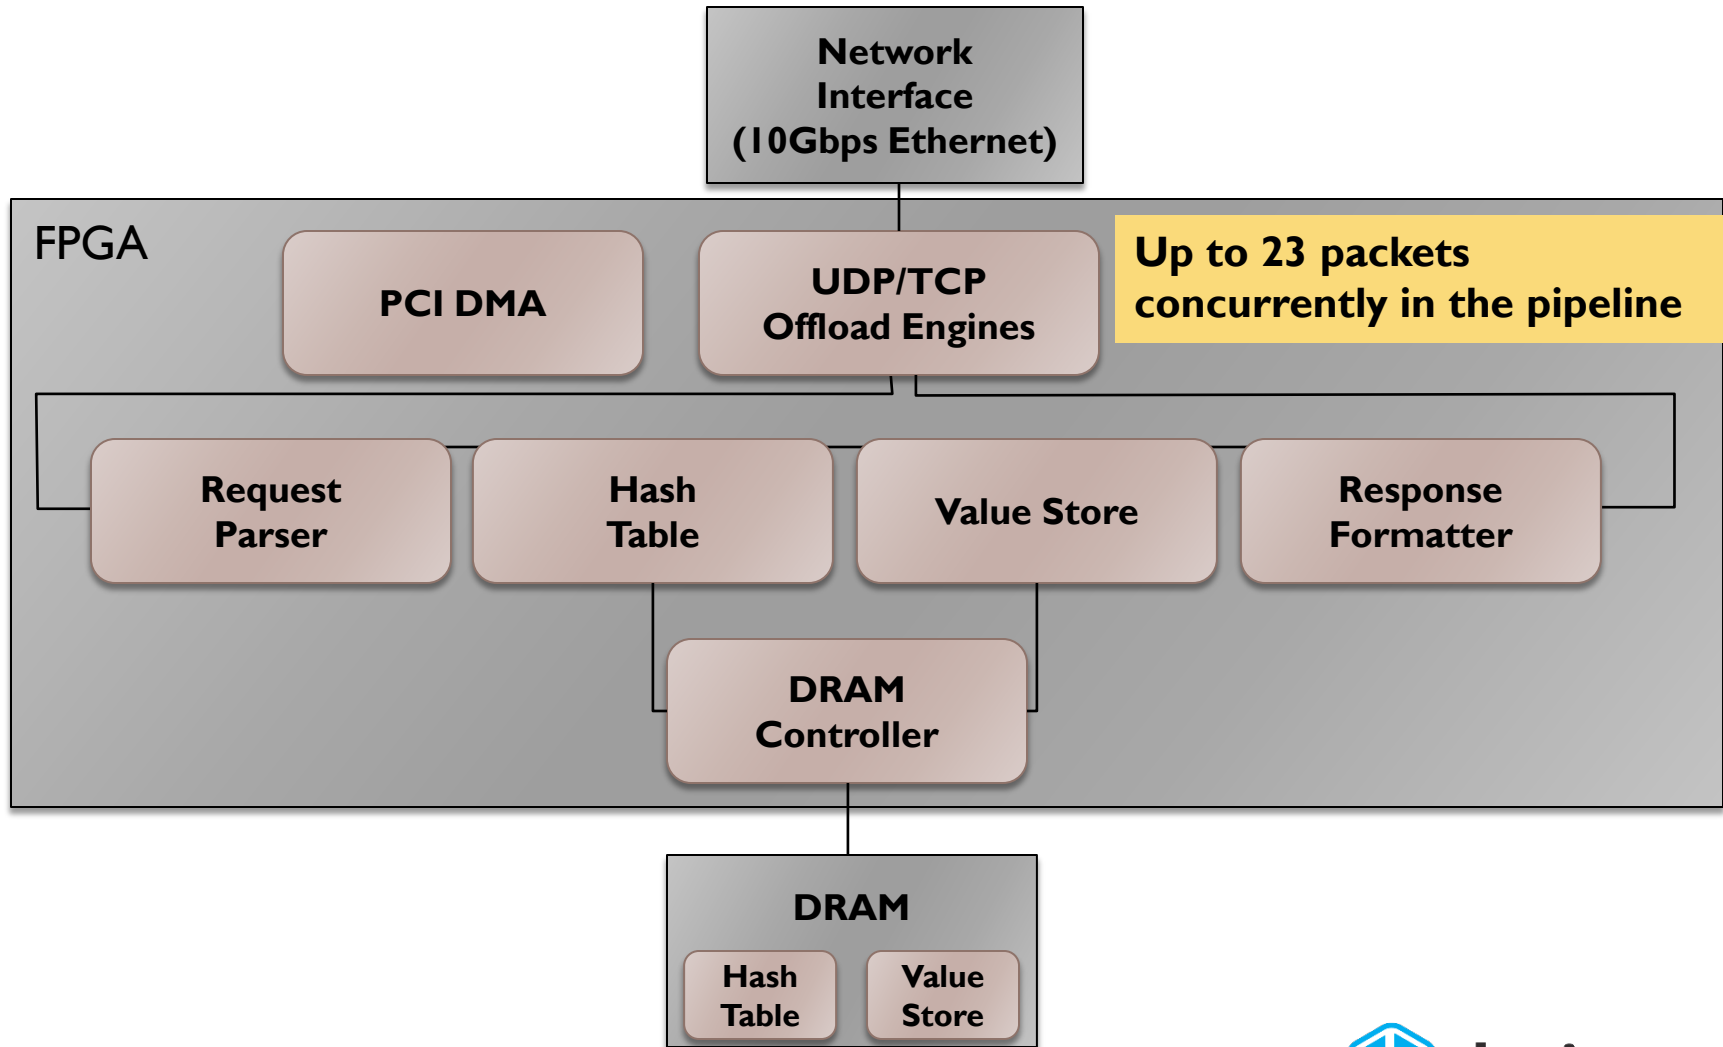 Network
Interface
(10Gbps Ethernet)
FPGA
PCI DMA
UDP/TCP
Offload Engines
Up to 23 packets
concurrently in the pipeline
Request
Parser
Hash
Table
Value Store
Response
Formatter
DRAM
Controller
DRAM
Hash
Table
Value
Store